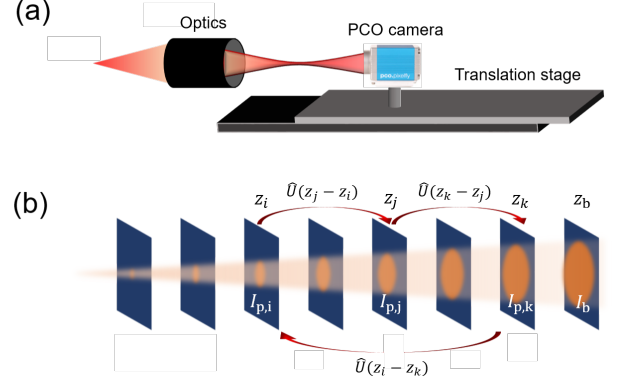 (a)
Optics
PCO camera
pco.pixelfly
Translation stage
(b)
z_i Û(z_j − z_i) z_j Û(z_k − z_j) z_k z_b
I_p,i I_p,j I_p,k I_b
Û(z_i − z_k)